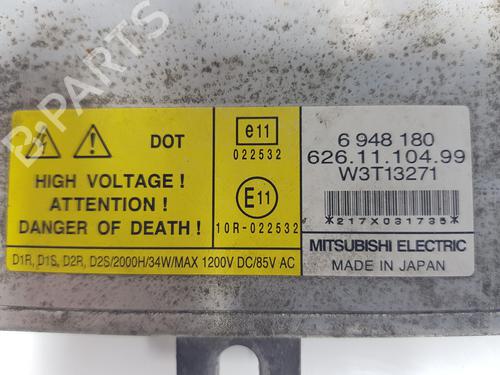 DOT
HIGH VOLTAGE !
ATTENTION !
DANGER OF DEATH !
e11
022532
E11
10R-022532
D1R, D1S, D2R, D2S/2000H/34W/MAX 1200V DC/85V AC
6 948 180
626.11.104.99
W3T13271
*217X031735*
MITSUBISHI ELECTRIC
MADE IN JAPAN
B-PARTS